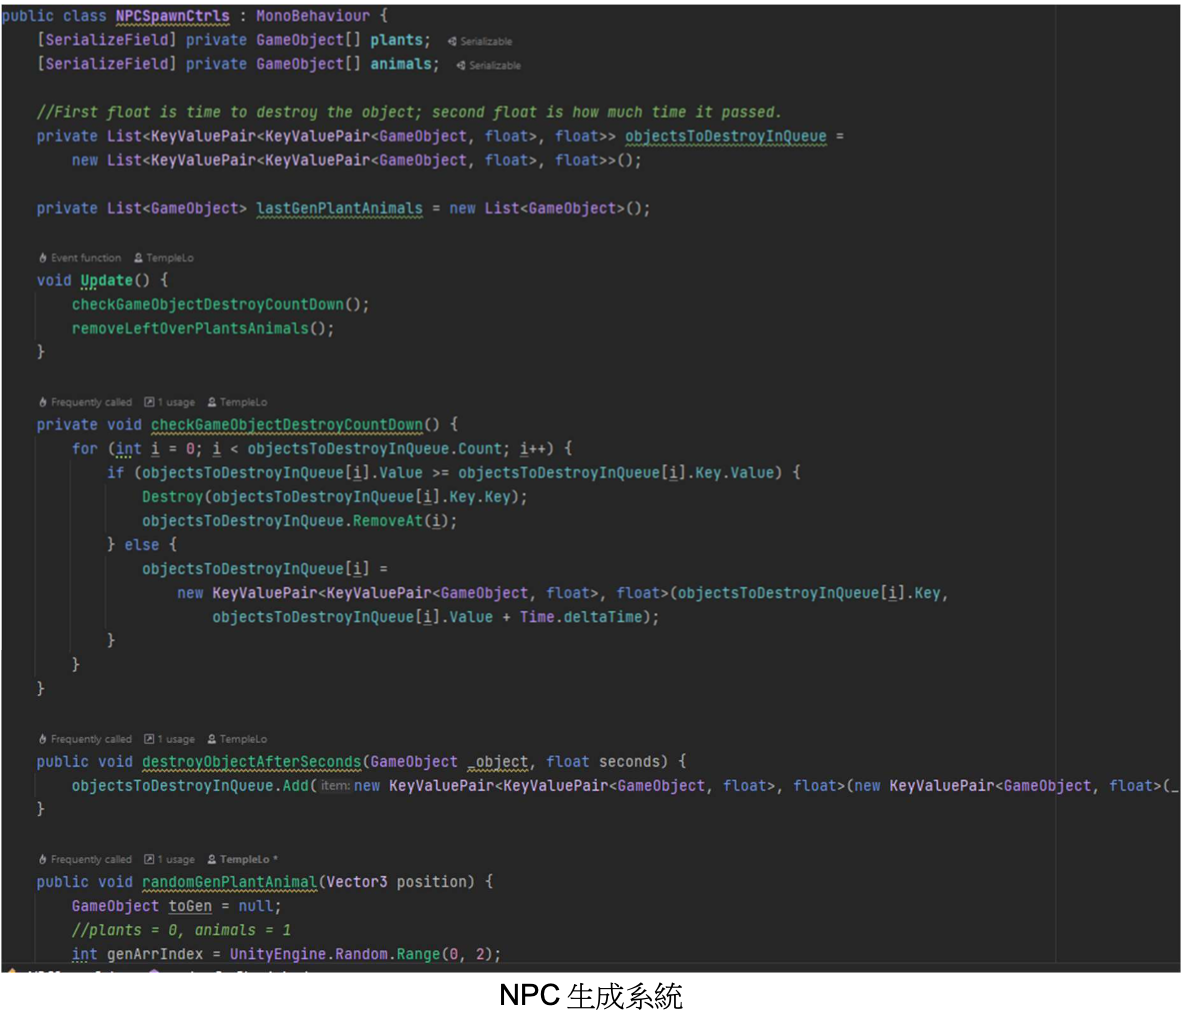 public class NPCSpawnCtrls : MonoBehaviour {
[SerializeField] private GameObject[] plants; Serializable
[SerializeField] private GameObject[] animals; Serializable
//First float is time to destroy the object; second float is how much time it passed.
private List<KeyValuePair<KeyValuePair<GameObject, float>, float>> objectsToDestroyInQueue =
new List<KeyValuePair<KeyValuePair<GameObject, float>, float>>();
private List<GameObject> lastGenPlantAnimals = new List<GameObject>();
Event function TempleLo
void Update() {
checkGameObjectDestroyCountDown();
removeLeftOverPlantsAnimals();
}
Frequently called 1 usage TempleLo
private void checkGameObjectDestroyCountDown() {
for (int i = 0; i < objectsToDestroyInQueue.Count; i++) {
if (objectsToDestroyInQueue[i].Value >= objectsToDestroyInQueue[i].Key.Value) {
Destroy(objectsToDestroyInQueue[i].Key.Key);
objectsToDestroyInQueue.RemoveAt(i);
} else {
objectsToDestroyInQueue[i] =
new KeyValuePair<KeyValuePair<GameObject, float>, float>(objectsToDestroyInQueue[i].Key,
objectsToDestroyInQueue[i].Value + Time.deltaTime);
}
}
}
Frequently called 1 usage TempleLo
public void destroyObjectAfterSeconds(GameObject _object, float seconds) {
objectsToDestroyInQueue.Add(item:new KeyValuePair<KeyValuePair<GameObject, float>, float>(new KeyValuePair<GameObject, float>(_
}
Frequently called 1 usage TempleLo *
public void randomGenPlantAnimal(Vector3 position) {
GameObject toGen = null;
//plants = 0, animals = 1
int genArrIndex = UnityEngine.Random.Range(0, 2);
NPC 生成系統